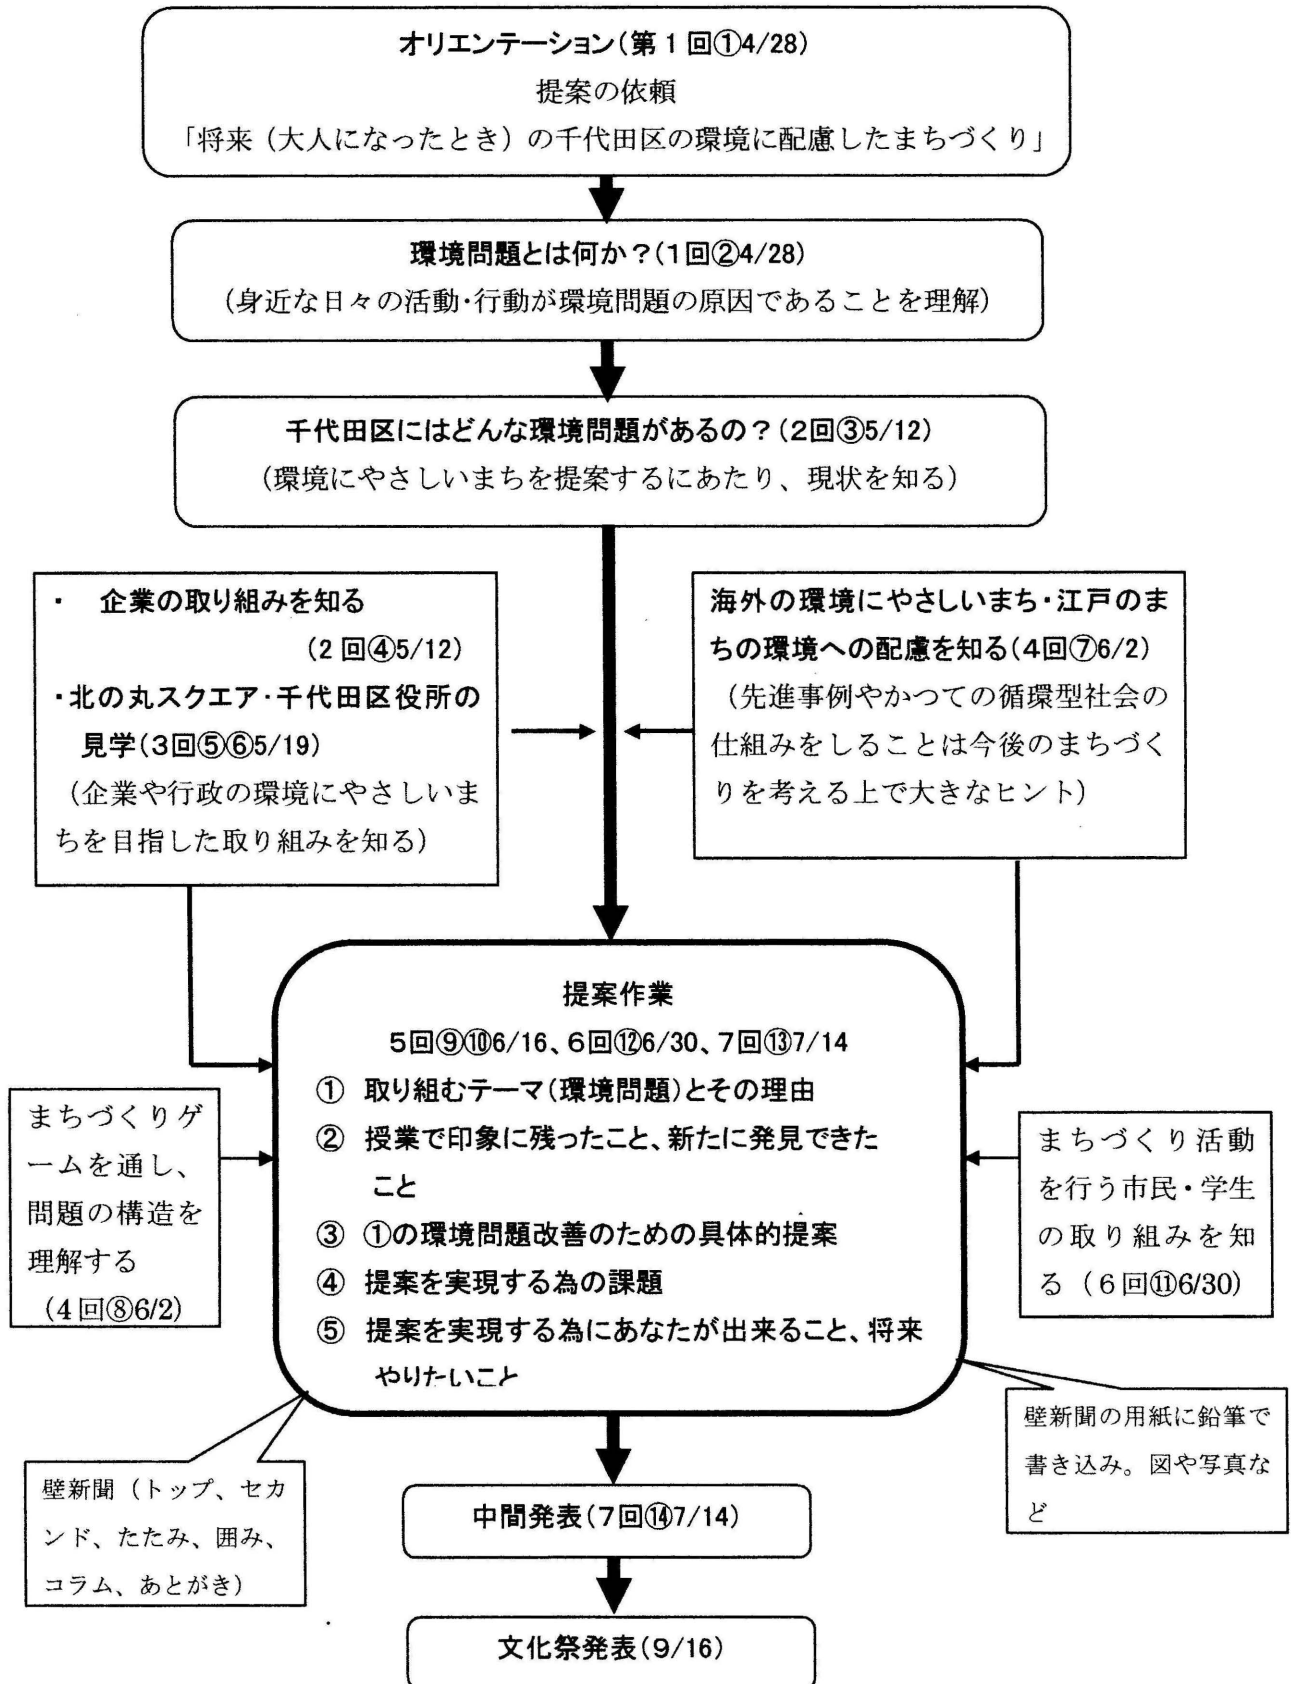 オリエンテーション(第1回①4/28)
提案の依頼
「将来（大人になったとき）の千代田区の環境に配慮したまちづくり」
環境問題とは何か？(1回②4/28)
（身近な日々の活動・行動が環境問題の原因であることを理解）
千代田区にはどんな環境問題があるの？(2回③5/12)
（環境にやさしいまちを提案するにあたり、現状を知る）
・　企業の取り組みを知る
(2回④5/12)
・北の丸スクエア・千代田区役所の
見学(3回⑤⑥5/19)
（企業や行政の環境にやさしいま
ちを目指した取り組みを知る）
海外の環境にやさしいまち・江戸のま
ちの環境への配慮を知る(4回⑦6/2)
（先進事例やかつての循環型社会の
仕組みをしることは今後のまちづく
りを考える上で大きなヒント）
提案作業
5回⑨⑩6/16、6回⑫6/30、7回⑬7/14
①　取り組むテーマ(環境問題)とその理由
②　授業で印象に残ったこと、新たに発見できた
こと
③　①の環境問題改善のための具体的提案
④　提案を実現する為の課題
⑤　提案を実現する為にあなたが出来ること、将来
やりたいこと
まちづくりゲ
ームを通し、
問題の構造を
理解する
（4回⑧6/2）
まちづくり活動
を行う市民・学生
の取り組みを知
る（6回⑪6/30）
壁新聞（トップ、セカ
ンド、たたみ、囲み、
コラム、あとがき）
壁新聞の用紙に鉛筆で
書き込み。図や写真な
ど
中間発表(7回⑭7/14)
文化祭発表(9/16)